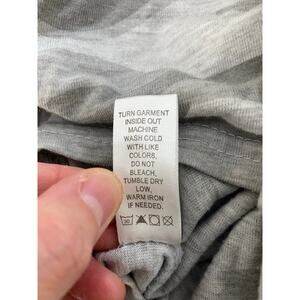 TURN GARMENT
INSIDE OUT
MACHINE
WASH COLD
WITH LIKE
COLORS,
DO NOT
BLEACH,
TUMBLE DRY
LOW,
WARM IRON
IF NEEDED.
30